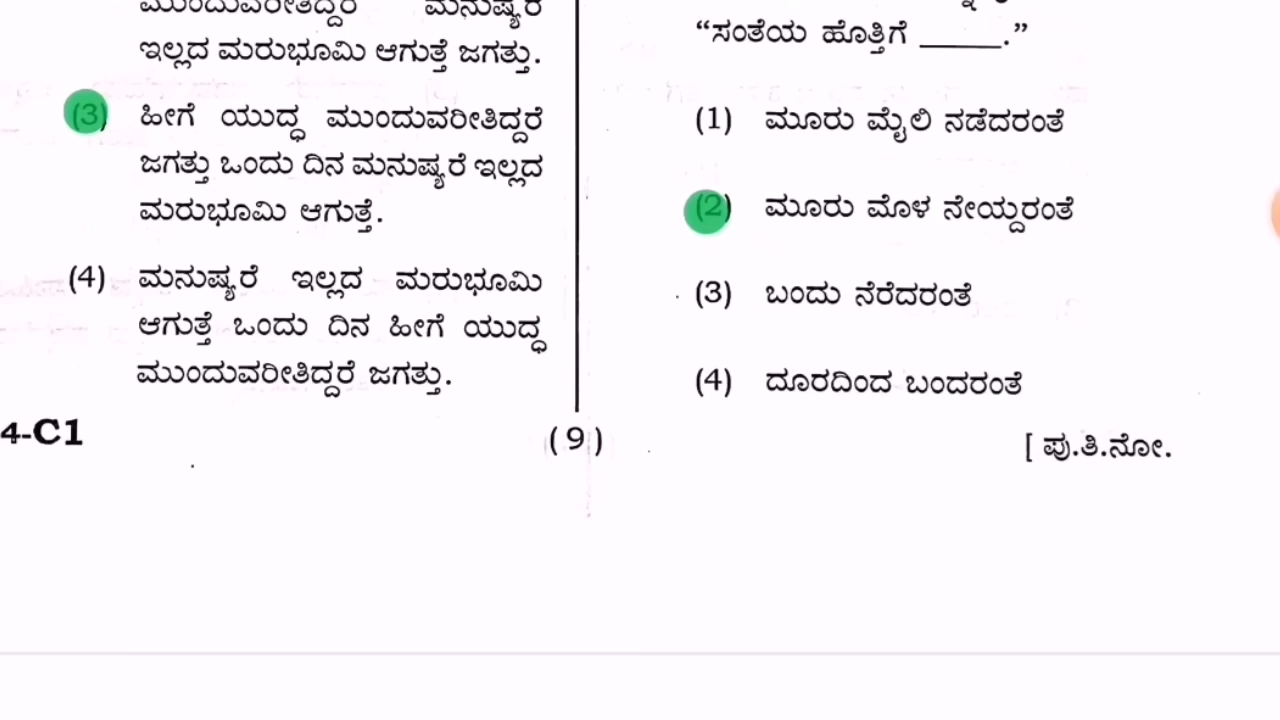 ಮುಂದುವರೀತಿದ್ದರೆ ಮನುಷ್ಯರೆ
ಇಲ್ಲದ ಮರುಭೂಮಿ ಆಗುತ್ತೆ ಜಗತ್ತು.
(3) ಹೀಗೆ ಯುದ್ಧ ಮುಂದುವರೀತಿದ್ದರೆ
ಜಗತ್ತು ಒಂದು ದಿನ ಮನುಷ್ಯರೆ ಇಲ್ಲದ
ಮರುಭೂಮಿ ಆಗುತ್ತೆ.
(4) ಮನುಷ್ಯರೆ ಇಲ್ಲದ ಮರುಭೂಮಿ
ಆಗುತ್ತೆ ಒಂದು ದಿನ ಹೀಗೆ ಯುದ್ಧ
ಮುಂದುವರೀತಿದ್ದರೆ ಜಗತ್ತು.
“ಸಂತೆಯ ಹೊತ್ತಿಗೆ _____.”
(1) ಮೂರು ಮೈಲಿ ನಡೆದರಂತೆ
(2) ಮೂರು ಮೊಳ ನೇಯ್ದರಂತೆ
(3) ಬಂದು ನೆರೆದರಂತೆ
(4) ದೂರದಿಂದ ಬಂದರಂತೆ
4-C1 (9) [ ಪು.ತಿ.ನೋ.